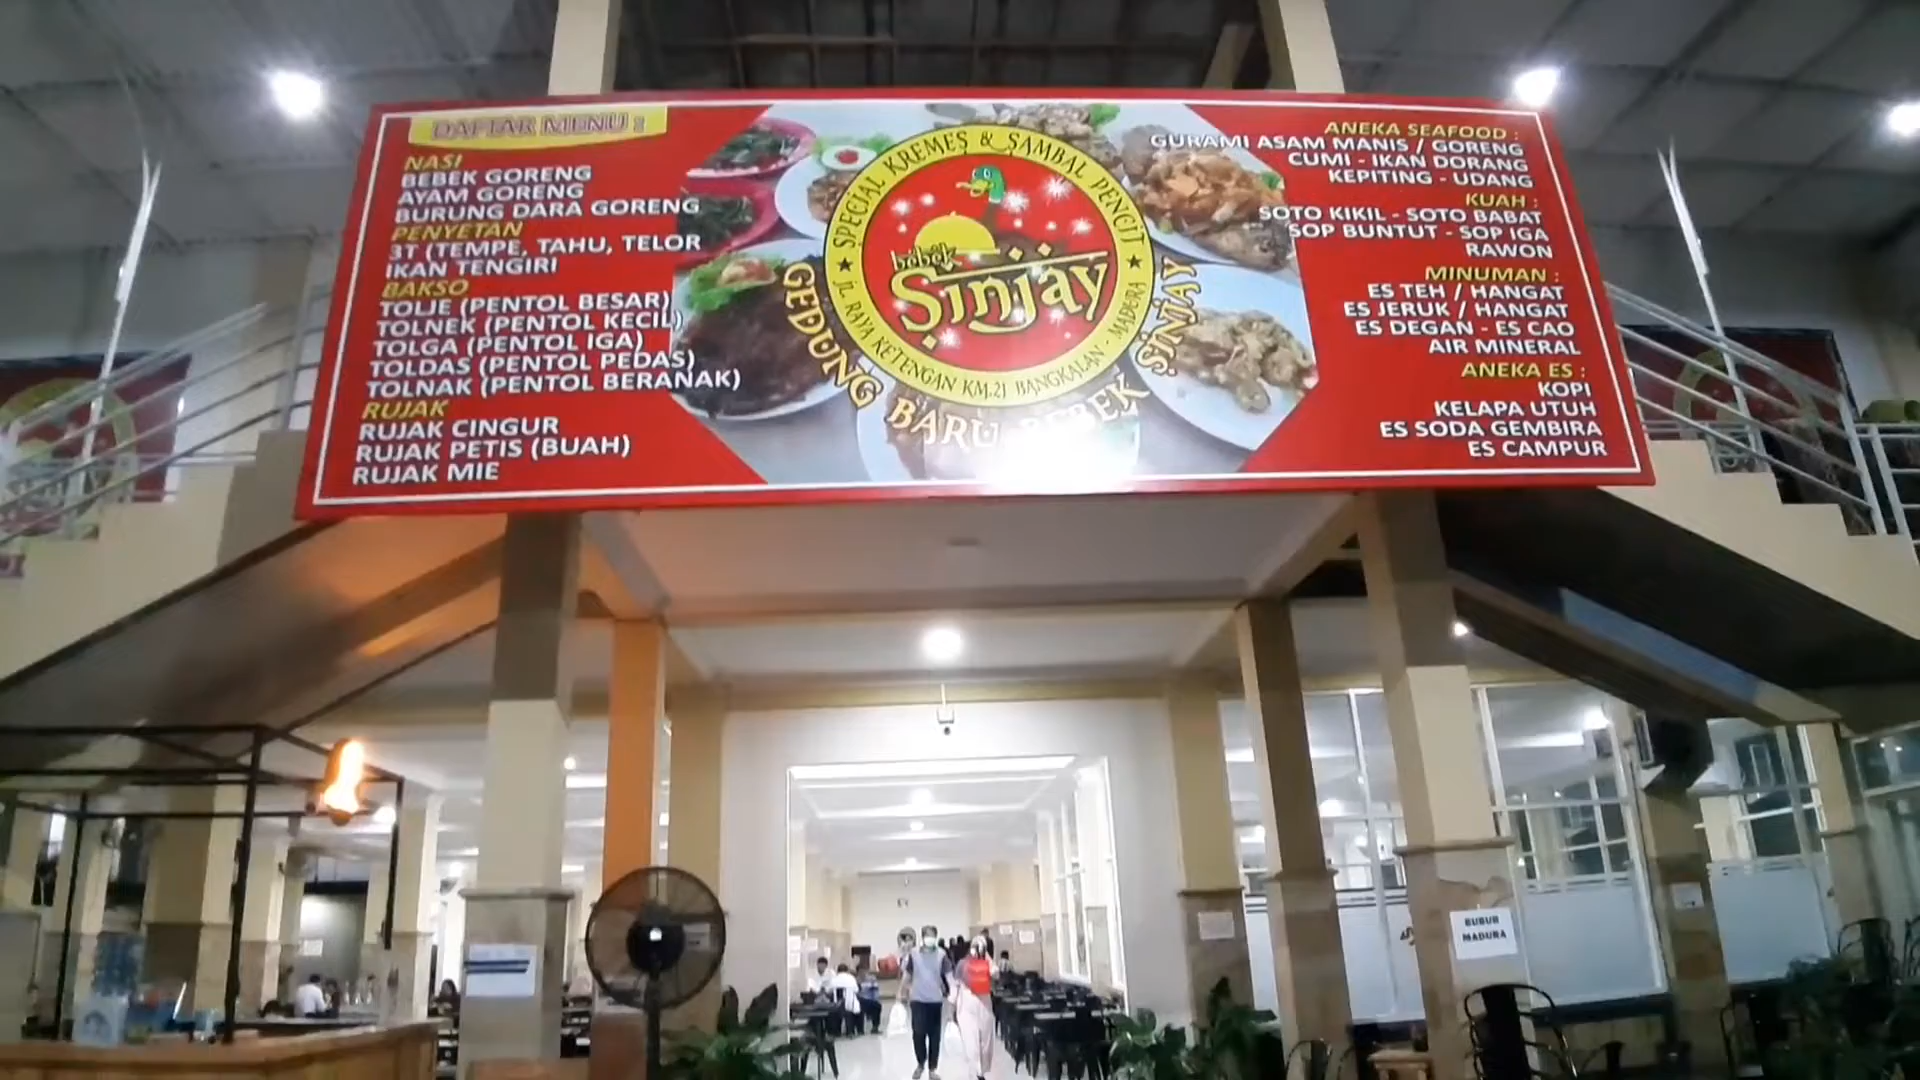 DAFTAR MENU :
NASI
BEBEK GORENG
AYAM GORENG
BURUNG DARA GORENG
PENYETAN
3T (TEMPE, TAHU, TELOR
IKAN TENGIRI
BAKSO
TOLJE (PENTOL BESAR)
TOLNEK (PENTOL KECIL)
TOLGA (PENTOL IGA)
TOLDAS (PENTOL PEDAS)
TOLNAK (PENTOL BERANAK)
RUJAK
RUJAK CINGUR
RUJAK PETIS (BUAH)
RUJAK MIE
SPECIAL KREMES & SAMBAL PENCIT
bebek
Sinjay
JL. RAYA KETENGAN KM.21 BANGKALAN - MADURA
GEDUNG BARU BEBEK SINJAY
ANEKA SEAFOOD :
GURAMI ASAM MANIS / GORENG
CUMI - IKAN DORANG
KEPITING - UDANG
KUAH :
SOTO KIKIL - SOTO BABAT
SOP BUNTUT - SOP IGA
RAWON
MINUMAN :
ES TEH / HANGAT
ES JERUK / HANGAT
ES DEGAN - ES CAO
AIR MINERAL
ANEKA ES :
KOPI
KELAPA UTUH
ES SODA GEMBIRA
ES CAMPUR
BUBUR
MADURA